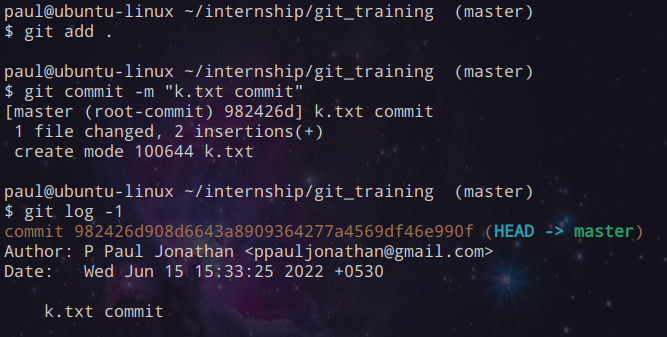 paul@ubuntu-linux ~/internship/git_training  (master)
$ git add .
paul@ubuntu-linux ~/internship/git_training  (master)
$ git commit -m "k.txt commit"
[master (root-commit) 982426d] k.txt commit
 1 file changed, 2 insertions(+)
 create mode 100644 k.txt
paul@ubuntu-linux ~/internship/git_training  (master)
$ git log -1
commit 982426d908d6643a8909364277a4569df46e990f (HEAD -> master)
Author: P Paul Jonathan <ppauljonathan@gmail.com>
Date:   Wed Jun 15 15:33:25 2022 +0530
    k.txt commit